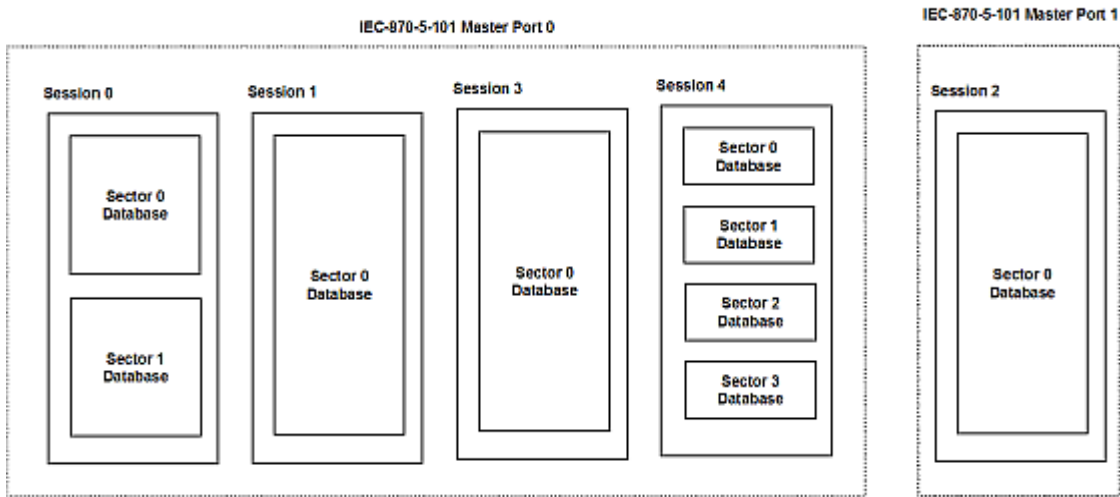 IEC-870-5-101 Master Port 0
IEC-870-5-101 Master Port 1
Session 0
Session 1
Session 3
Session 4
Session 2
Sector 0
Database
Sector 1
Database
Sector 0
Database
Sector 0
Database
Sector 0
Database
Sector 1
Database
Sector 2
Database
Sector 3
Database
Sector 0
Database